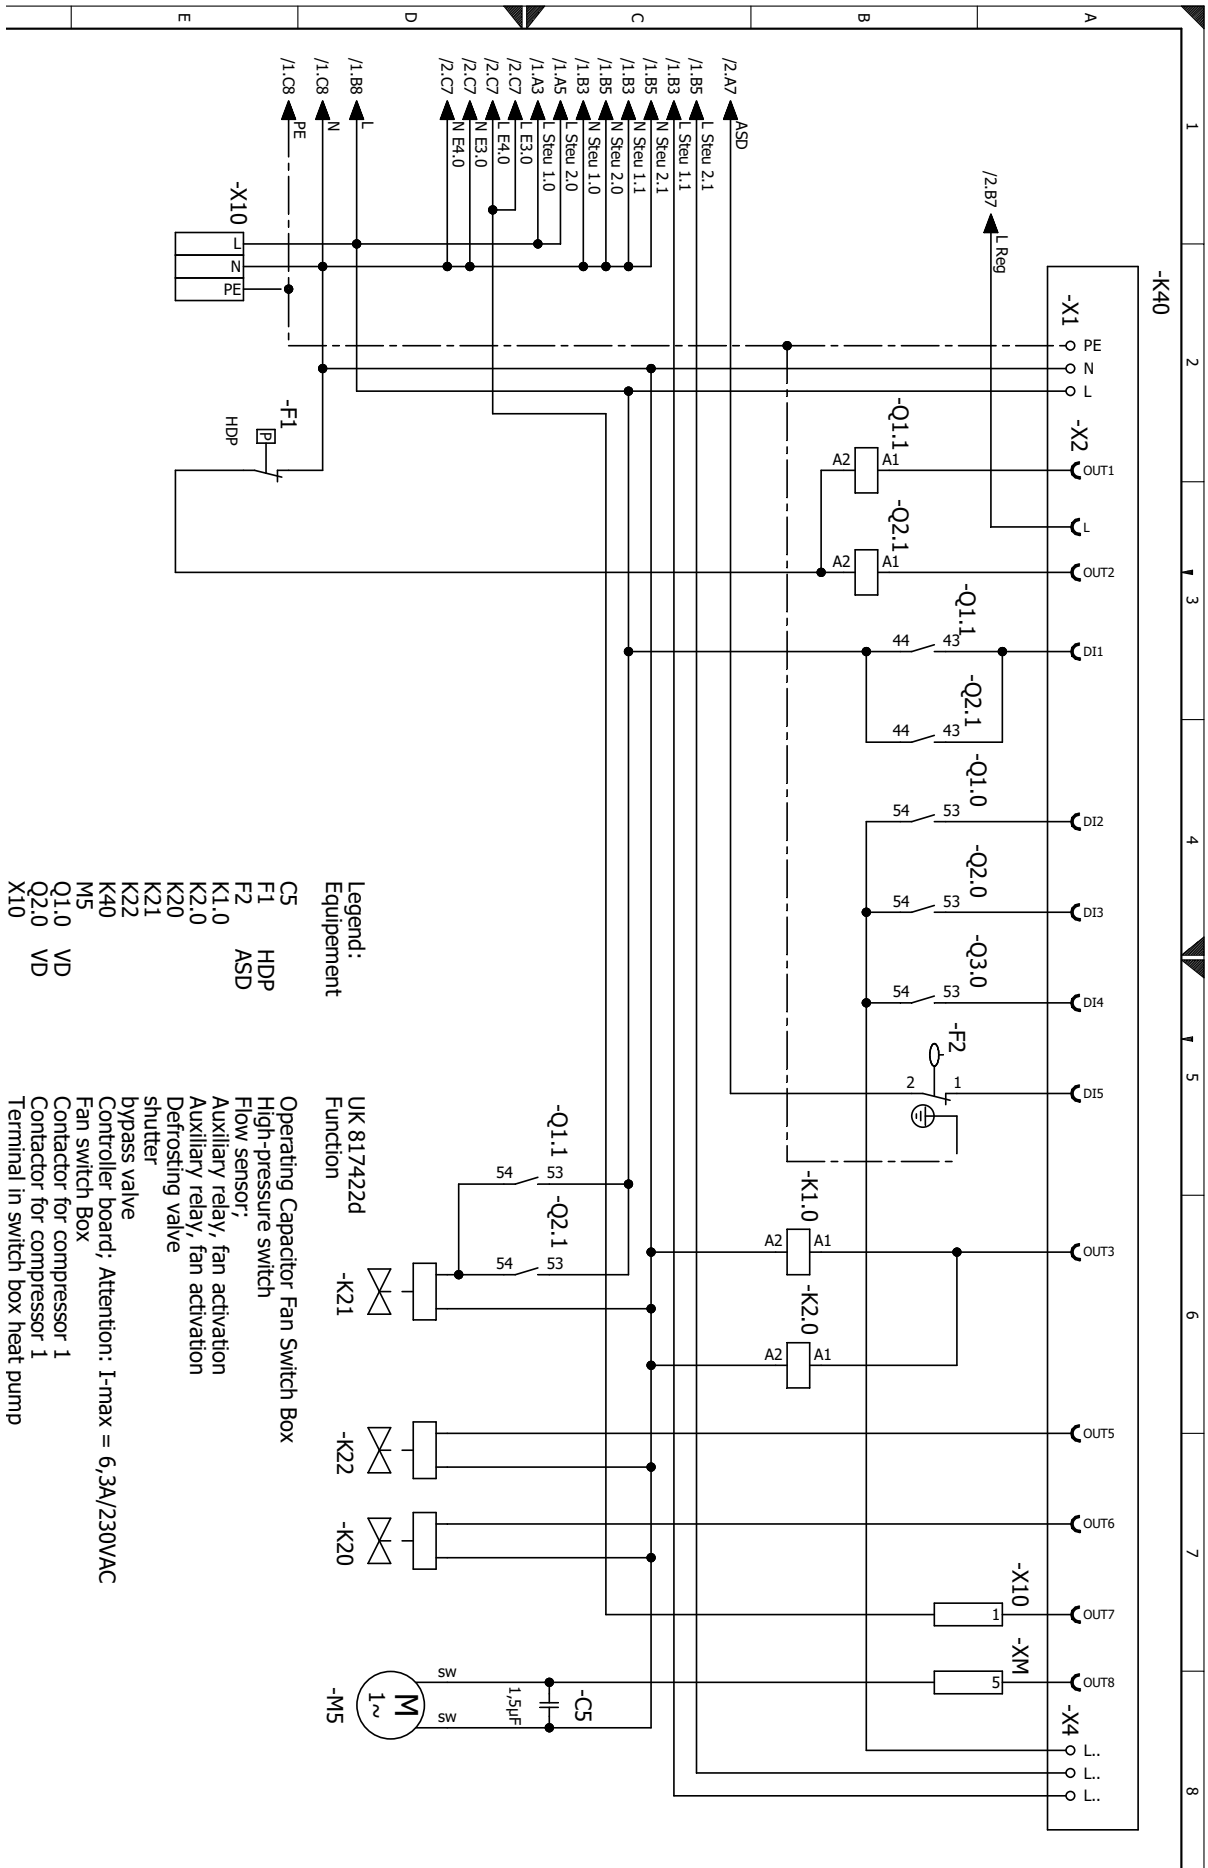 1 2 3 4 5 6 7 8
A
-K40
-X1
PE
N
L
-X2
OUT1
L
OUT2
DI1
DI2
DI3
DI4
DI5
OUT3
OUT5
OUT6
OUT7
OUT8
-X4
L..
L..
L..
/2.B7
L Reg
-X10
1
-XM
5
B
-Q1.1
A1
A2
-Q2.1
A1
A2
-Q1.1
43
44
-Q2.1
43
44
-Q1.0
53
54
-Q2.0
53
54
-Q3.0
53
54
-F2
1
2
-K1.0
A1
A2
-K2.0
A1
A2
C
/2.A7
ASD
/1.B5
L Steu 2.1
/1.B3
L Steu 1.1
/1.B5
N Steu 2.1
/1.B3
N Steu 1.1
/1.B5
N Steu 2.0
/1.B3
N Steu 1.0
/1.A5
L Steu 2.0
/1.A3
L Steu 1.0
/2.C7
L E3.0
/2.C7
L E4.0
/2.C7
N E3.0
/2.C7
N E4.0
-Q1.1
53
54
-Q2.1
53
54
-K21
-K22
-K20
-C5
1,5µF
sw
sw
M
1~
-M5
D
/1.B8
L
/1.C8
N
/1.C8
PE
-X10
L
N
PE
-F1
P
HDP
E
Legend: UK 817422d
Equipement Function
C5 Operating Capacitor Fan Switch Box
F1 HDP High-pressure switch
F2 ASD Flow sensor;
K1.0 Auxiliary relay, fan activation
K2.0 Auxiliary relay, fan activation
K20 Defrosting valve
K21 shutter
K22 bypass valve
K40 Controller board; Attention: I-max = 6,3A/230VAC
M5 Fan switch Box
Q1.0 VD Contactor for compressor 1
Q2.0 VD Contactor for compressor 1
X10 Terminal in switch box heat pump